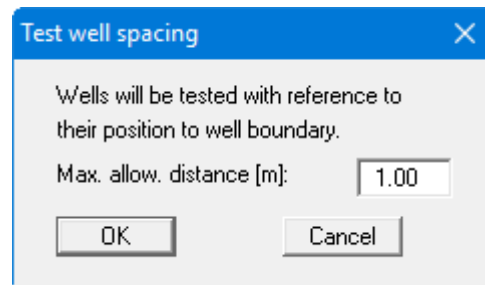 Test well spacing
Wells will be tested with reference to
their position to well boundary.
Max. allow. distance [m]: 1.00
OK Cancel